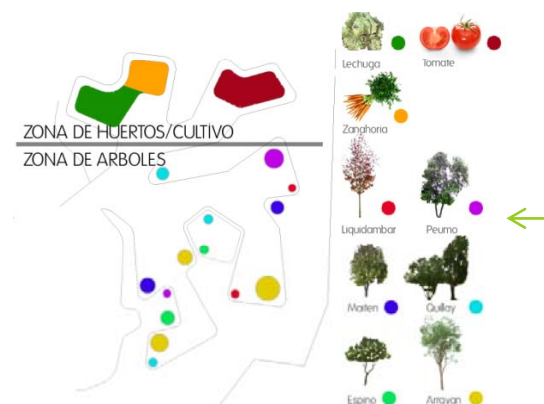 Lechuga Tomate
Zanahoria
ZONA DE HUERTOS/CULTIVO
ZONA DE ARBOLES
Liquidambar Peumo
Maiten Quillay
Espino Arrayan